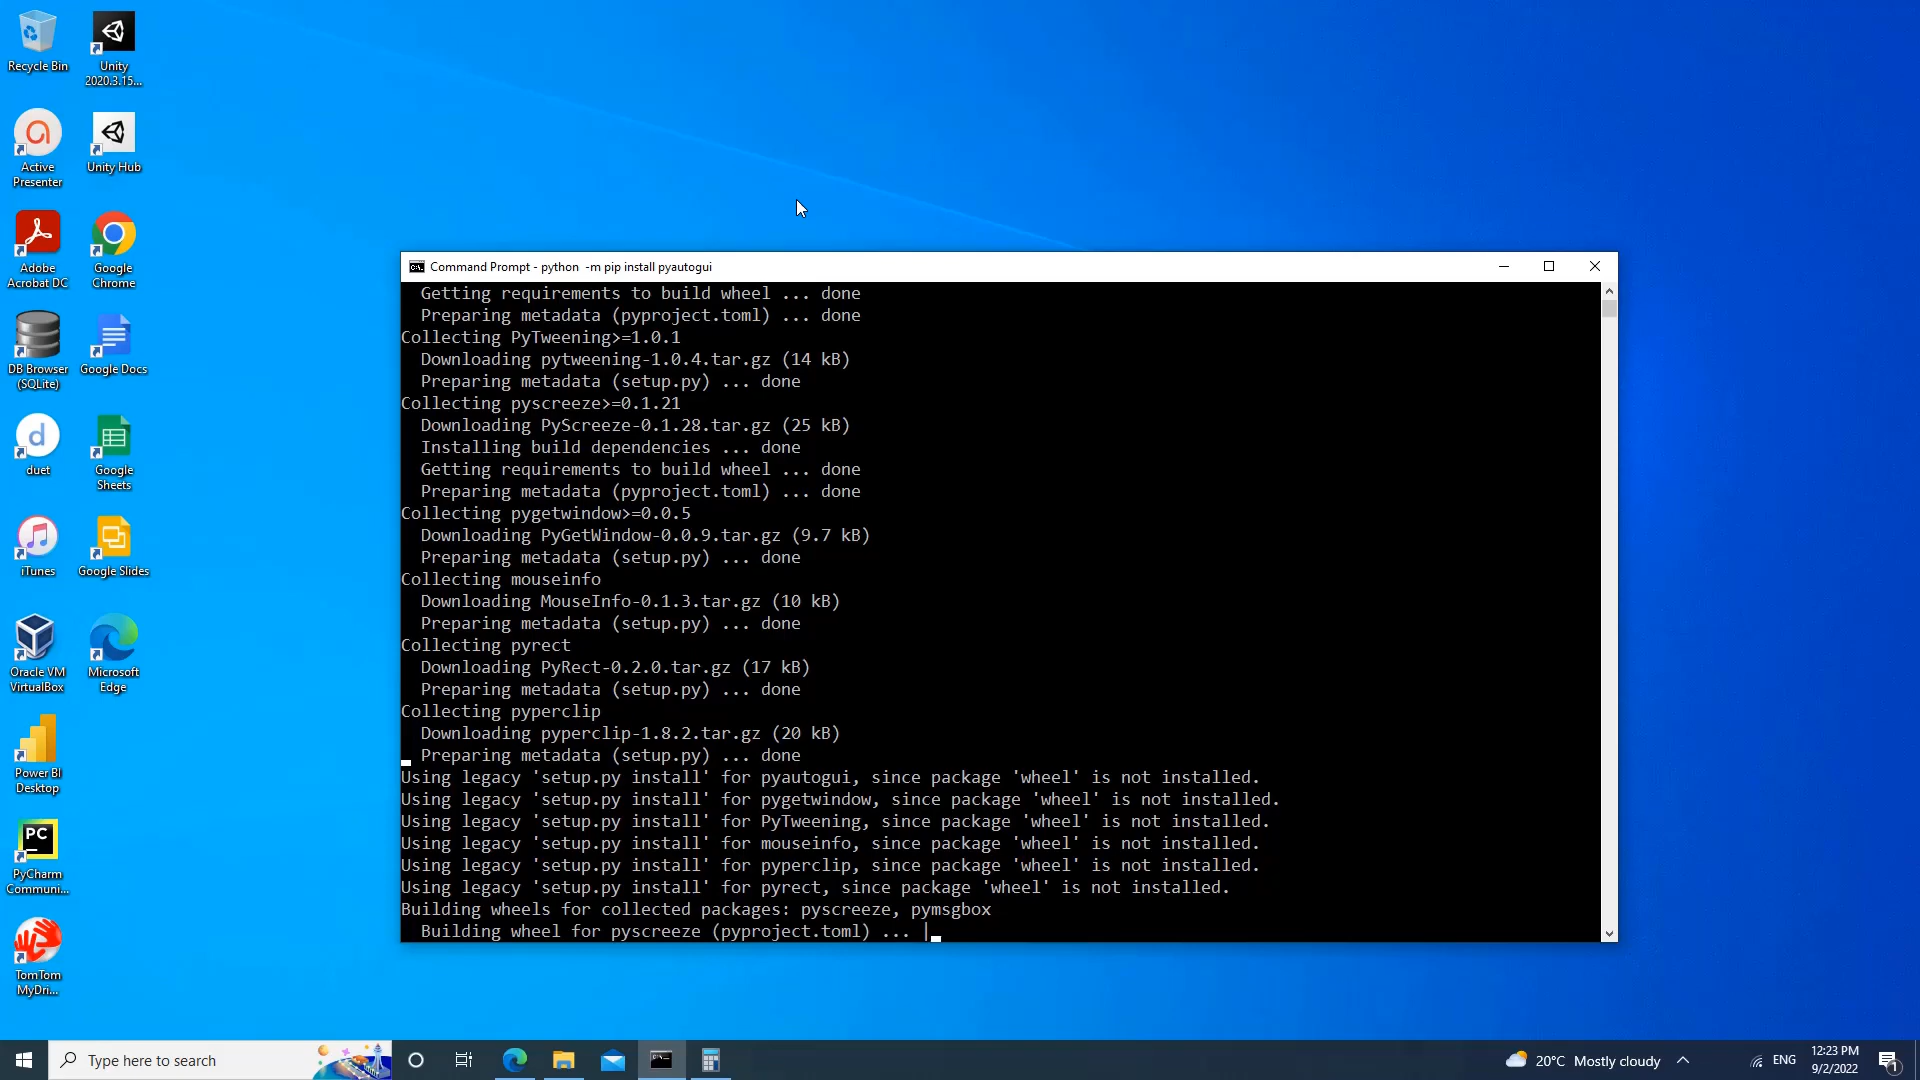 Recycle Bin
Unity
2020.3.15...
Active
Presenter
Unity Hub
Adobe
Acrobat DC
Google
Chrome
DB Browser
(SQLite)
Google Docs
d
duet
Google
Sheets
iTunes
Google Slides
Oracle VM
VirtualBox
Microsoft
Edge
Power BI
Desktop
PC
PyCharm
Communi...
TomTom
MyDri...
C:\.
Command Prompt - python  -m pip install pyautogui
Getting requirements to build wheel ... done
Preparing metadata (pyproject.toml) ... done
Collecting PyTweening>=1.0.1
Downloading pytweening-1.0.4.tar.gz (14 kB)
Preparing metadata (setup.py) ... done
Collecting pyscreeze>=0.1.21
Downloading PyScreeze-0.1.28.tar.gz (25 kB)
Installing build dependencies ... done
Getting requirements to build wheel ... done
Preparing metadata (pyproject.toml) ... done
Collecting pygetwindow>=0.0.5
Downloading PyGetWindow-0.0.9.tar.gz (9.7 kB)
Preparing metadata (setup.py) ... done
Collecting mouseinfo
Downloading MouseInfo-0.1.3.tar.gz (10 kB)
Preparing metadata (setup.py) ... done
Collecting pyrect
Downloading PyRect-0.2.0.tar.gz (17 kB)
Preparing metadata (setup.py) ... done
Collecting pyperclip
Downloading pyperclip-1.8.2.tar.gz (20 kB)
Preparing metadata (setup.py) ... done
Using legacy 'setup.py install' for pyautogui, since package 'wheel' is not installed.
Using legacy 'setup.py install' for pygetwindow, since package 'wheel' is not installed.
Using legacy 'setup.py install' for PyTweening, since package 'wheel' is not installed.
Using legacy 'setup.py install' for mouseinfo, since package 'wheel' is not installed.
Using legacy 'setup.py install' for pyperclip, since package 'wheel' is not installed.
Using legacy 'setup.py install' for pyrect, since package 'wheel' is not installed.
Building wheels for collected packages: pyscreeze, pymsgbox
Building wheel for pyscreeze (pyproject.toml) ... |
Type here to search
20°C Mostly cloudy
ENG
12:23 PM
9/2/2022
1